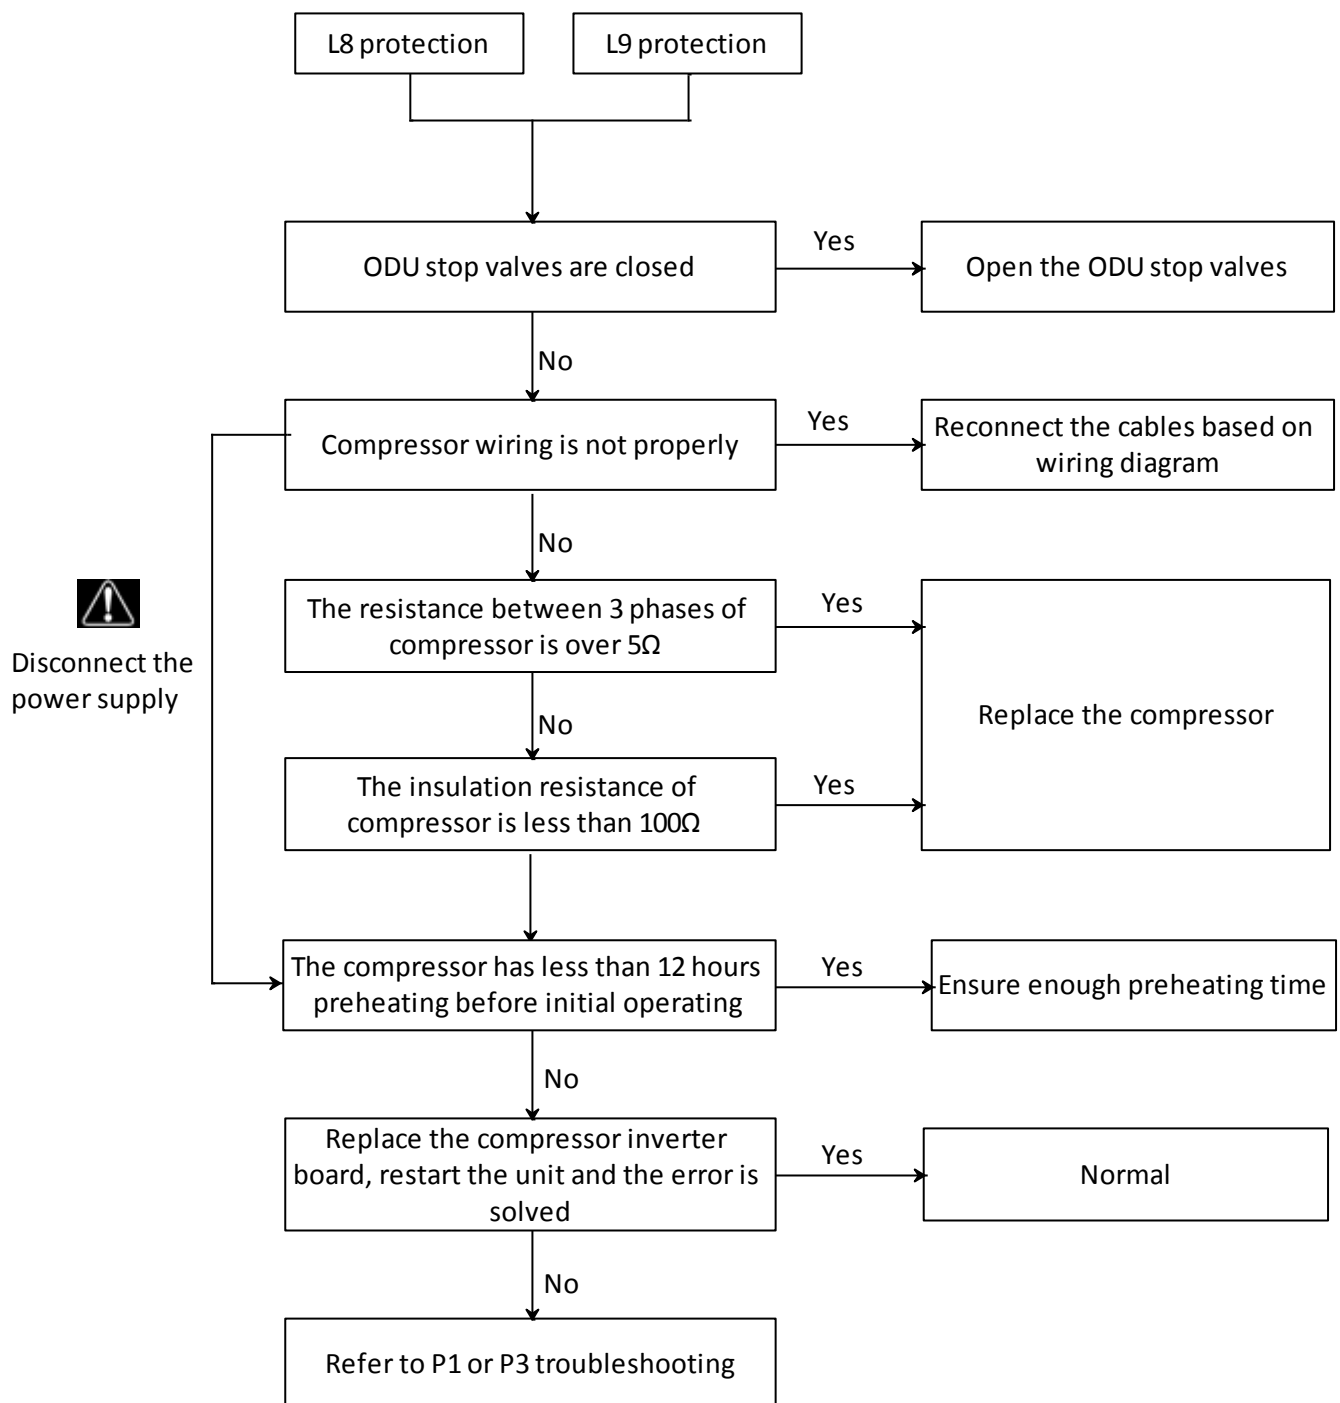 L8 protection
L9 protection
ODU stop valves are closed
Yes
Open the ODU stop valves
No
Compressor wiring is not properly
Yes
Reconnect the cables based on
wiring diagram
No
Disconnect the
power supply
The resistance between 3 phases of
compressor is over 5Ω
Yes
Replace the compressor
No
The insulation resistance of
compressor is less than 100Ω
Yes
The compressor has less than 12 hours
preheating before initial operating
Yes
Ensure enough preheating time
No
Replace the compressor inverter
board, restart the unit and the error is
solved
Yes
Normal
No
Refer to P1 or P3 troubleshooting